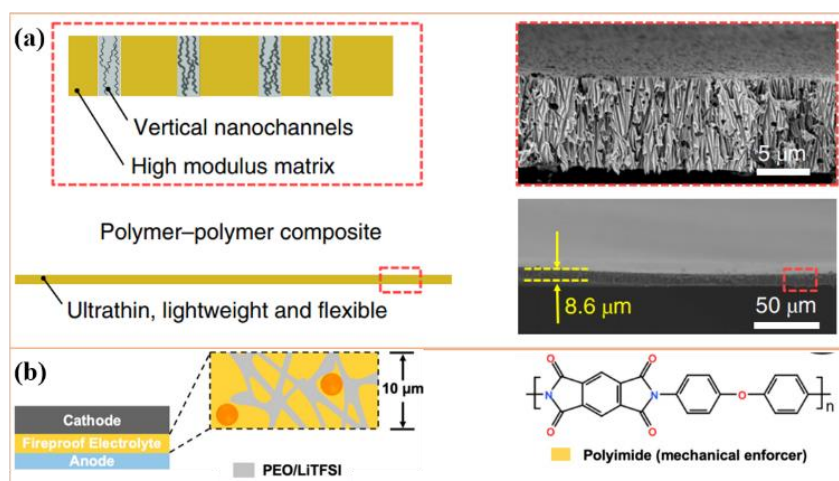 (a)
Vertical nanochannels
High modulus matrix
5 μm
Polymer–polymer composite
Ultrathin, lightweight and flexible
8.6 μm
50 μm
(b)
Cathode
Fireproof Electrolyte
Anode
10 μm
PEO/LiTFSI
O
O
N
N
O
O
O
n
Polyimide (mechanical enforcer)